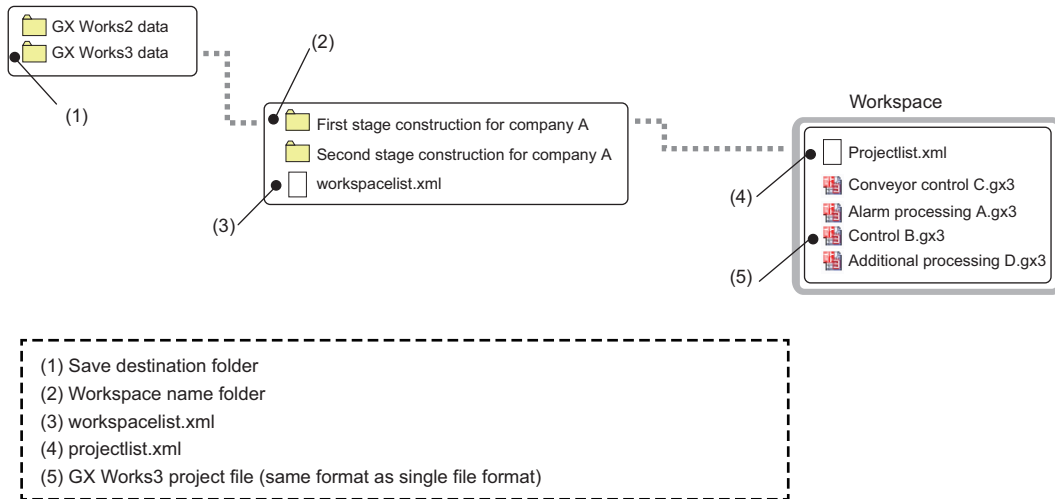 GX Works2 data
GX Works3 data
(1)
(2)
First stage construction for company A
Second stage construction for company A
workspacelist.xml
(3)
Workspace
Projectlist.xml
(4)
Conveyor control C.gx3
Alarm processing A.gx3
Control B.gx3
(5)
Additional processing D.gx3
(1) Save destination folder
(2) Workspace name folder
(3) workspacelist.xml
(4) projectlist.xml
(5) GX Works3 project file (same format as single file format)